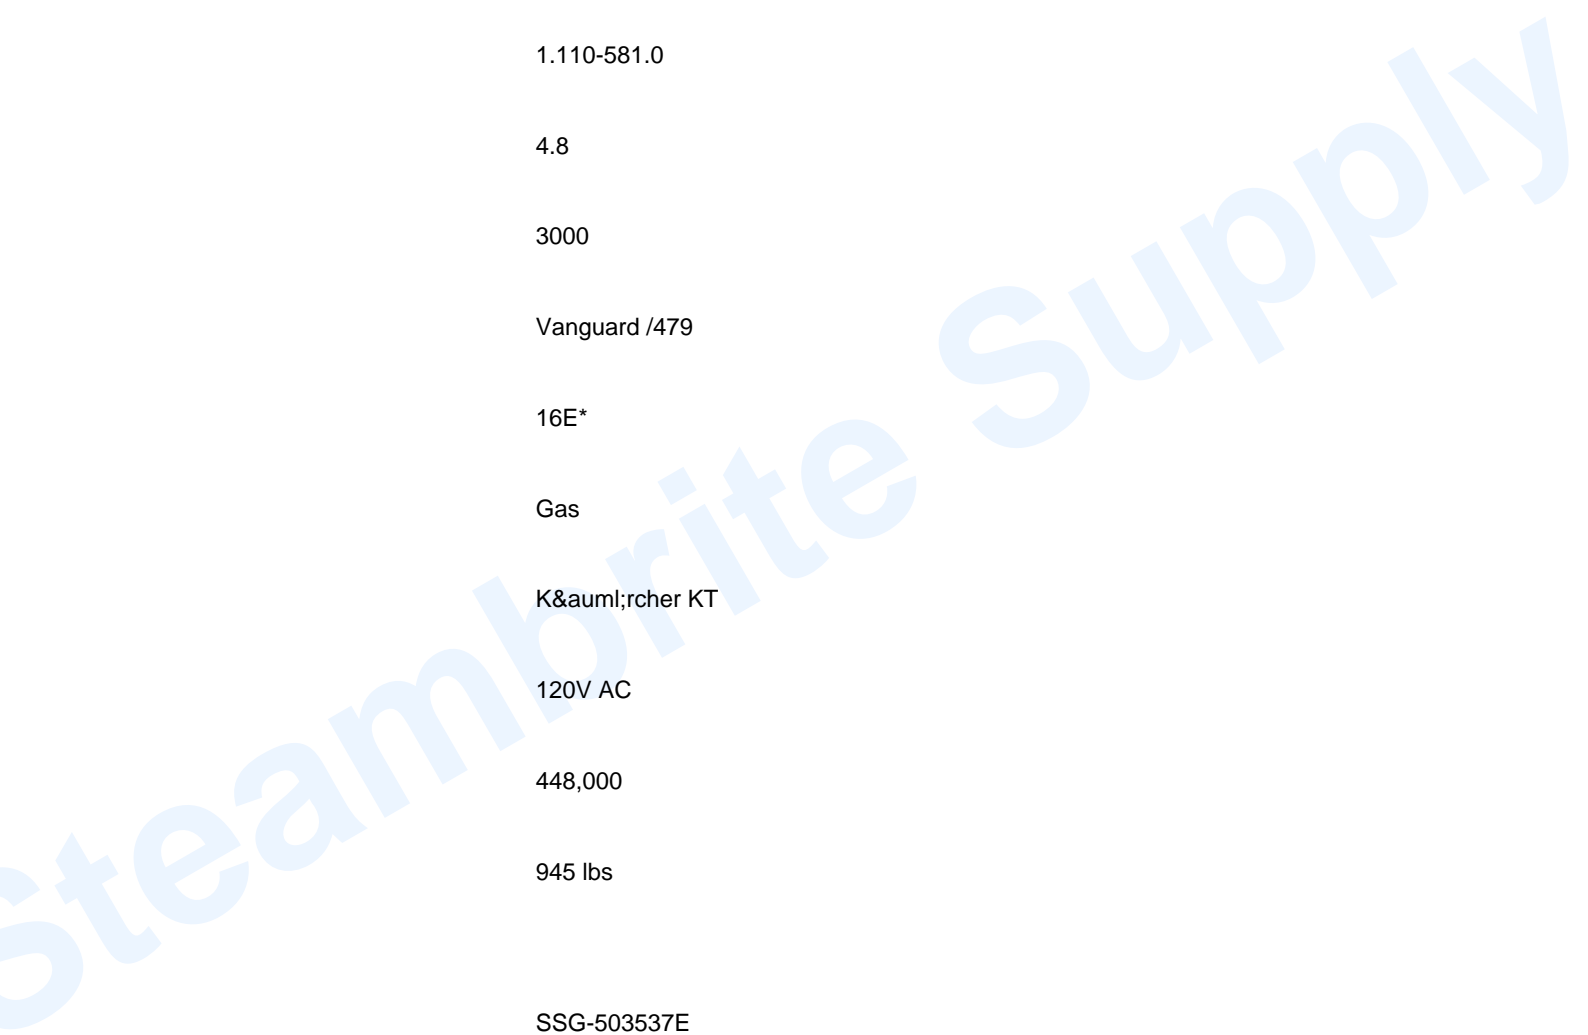 1.110-581.0
4.8
3000
Vanguard /479
16E*
Gas
K&auml;rcher KT
120V AC
448,000
945 lbs
SSG-503537E
Steambrite Supply